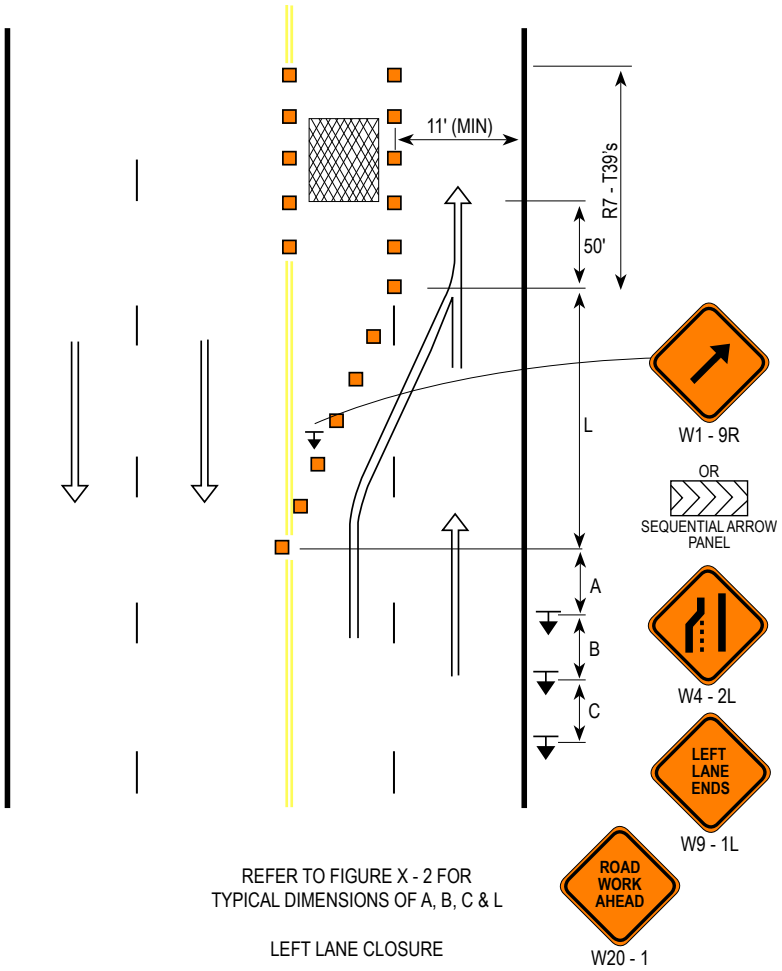 11' (MIN)
R7 - T39's
50'
W1 - 9R
L
OR
SEQUENTIAL ARROW
PANEL
A
B
W4 - 2L
C
LEFT
LANE
ENDS
W9 - 1L
ROAD
WORK
AHEAD
W20 - 1
REFER TO FIGURE X - 2 FOR
TYPICAL DIMENSIONS OF A, B, C & L
LEFT LANE CLOSURE